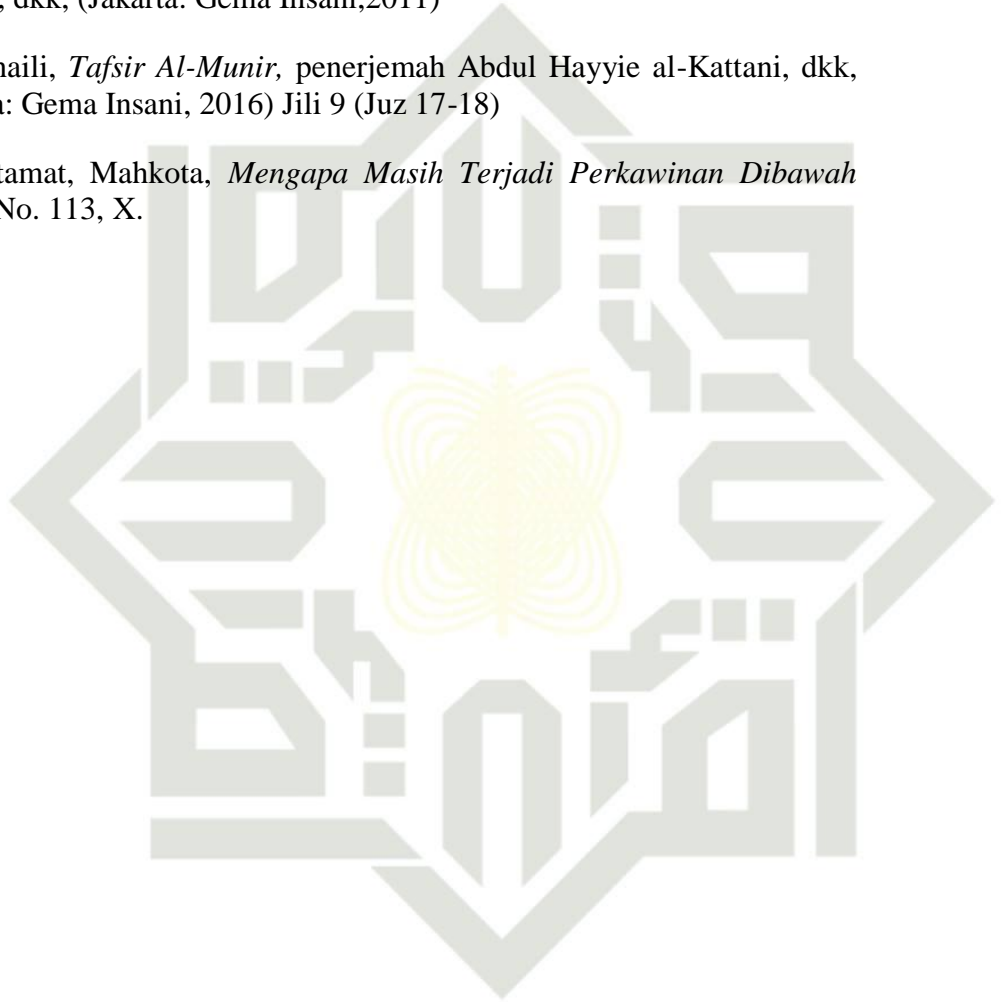 , dkk, (Jakarta: Gema Insani,2011)
haili, Tafsir Al-Munir, penerjemah Abdul Hayyie al-Kattani, dkk,
a: Gema Insani, 2016) Jili 9 (Juz 17-18)
tamat, Mahkota, Mengapa Masih Terjadi Perkawinan Dibawah
No. 113, X.